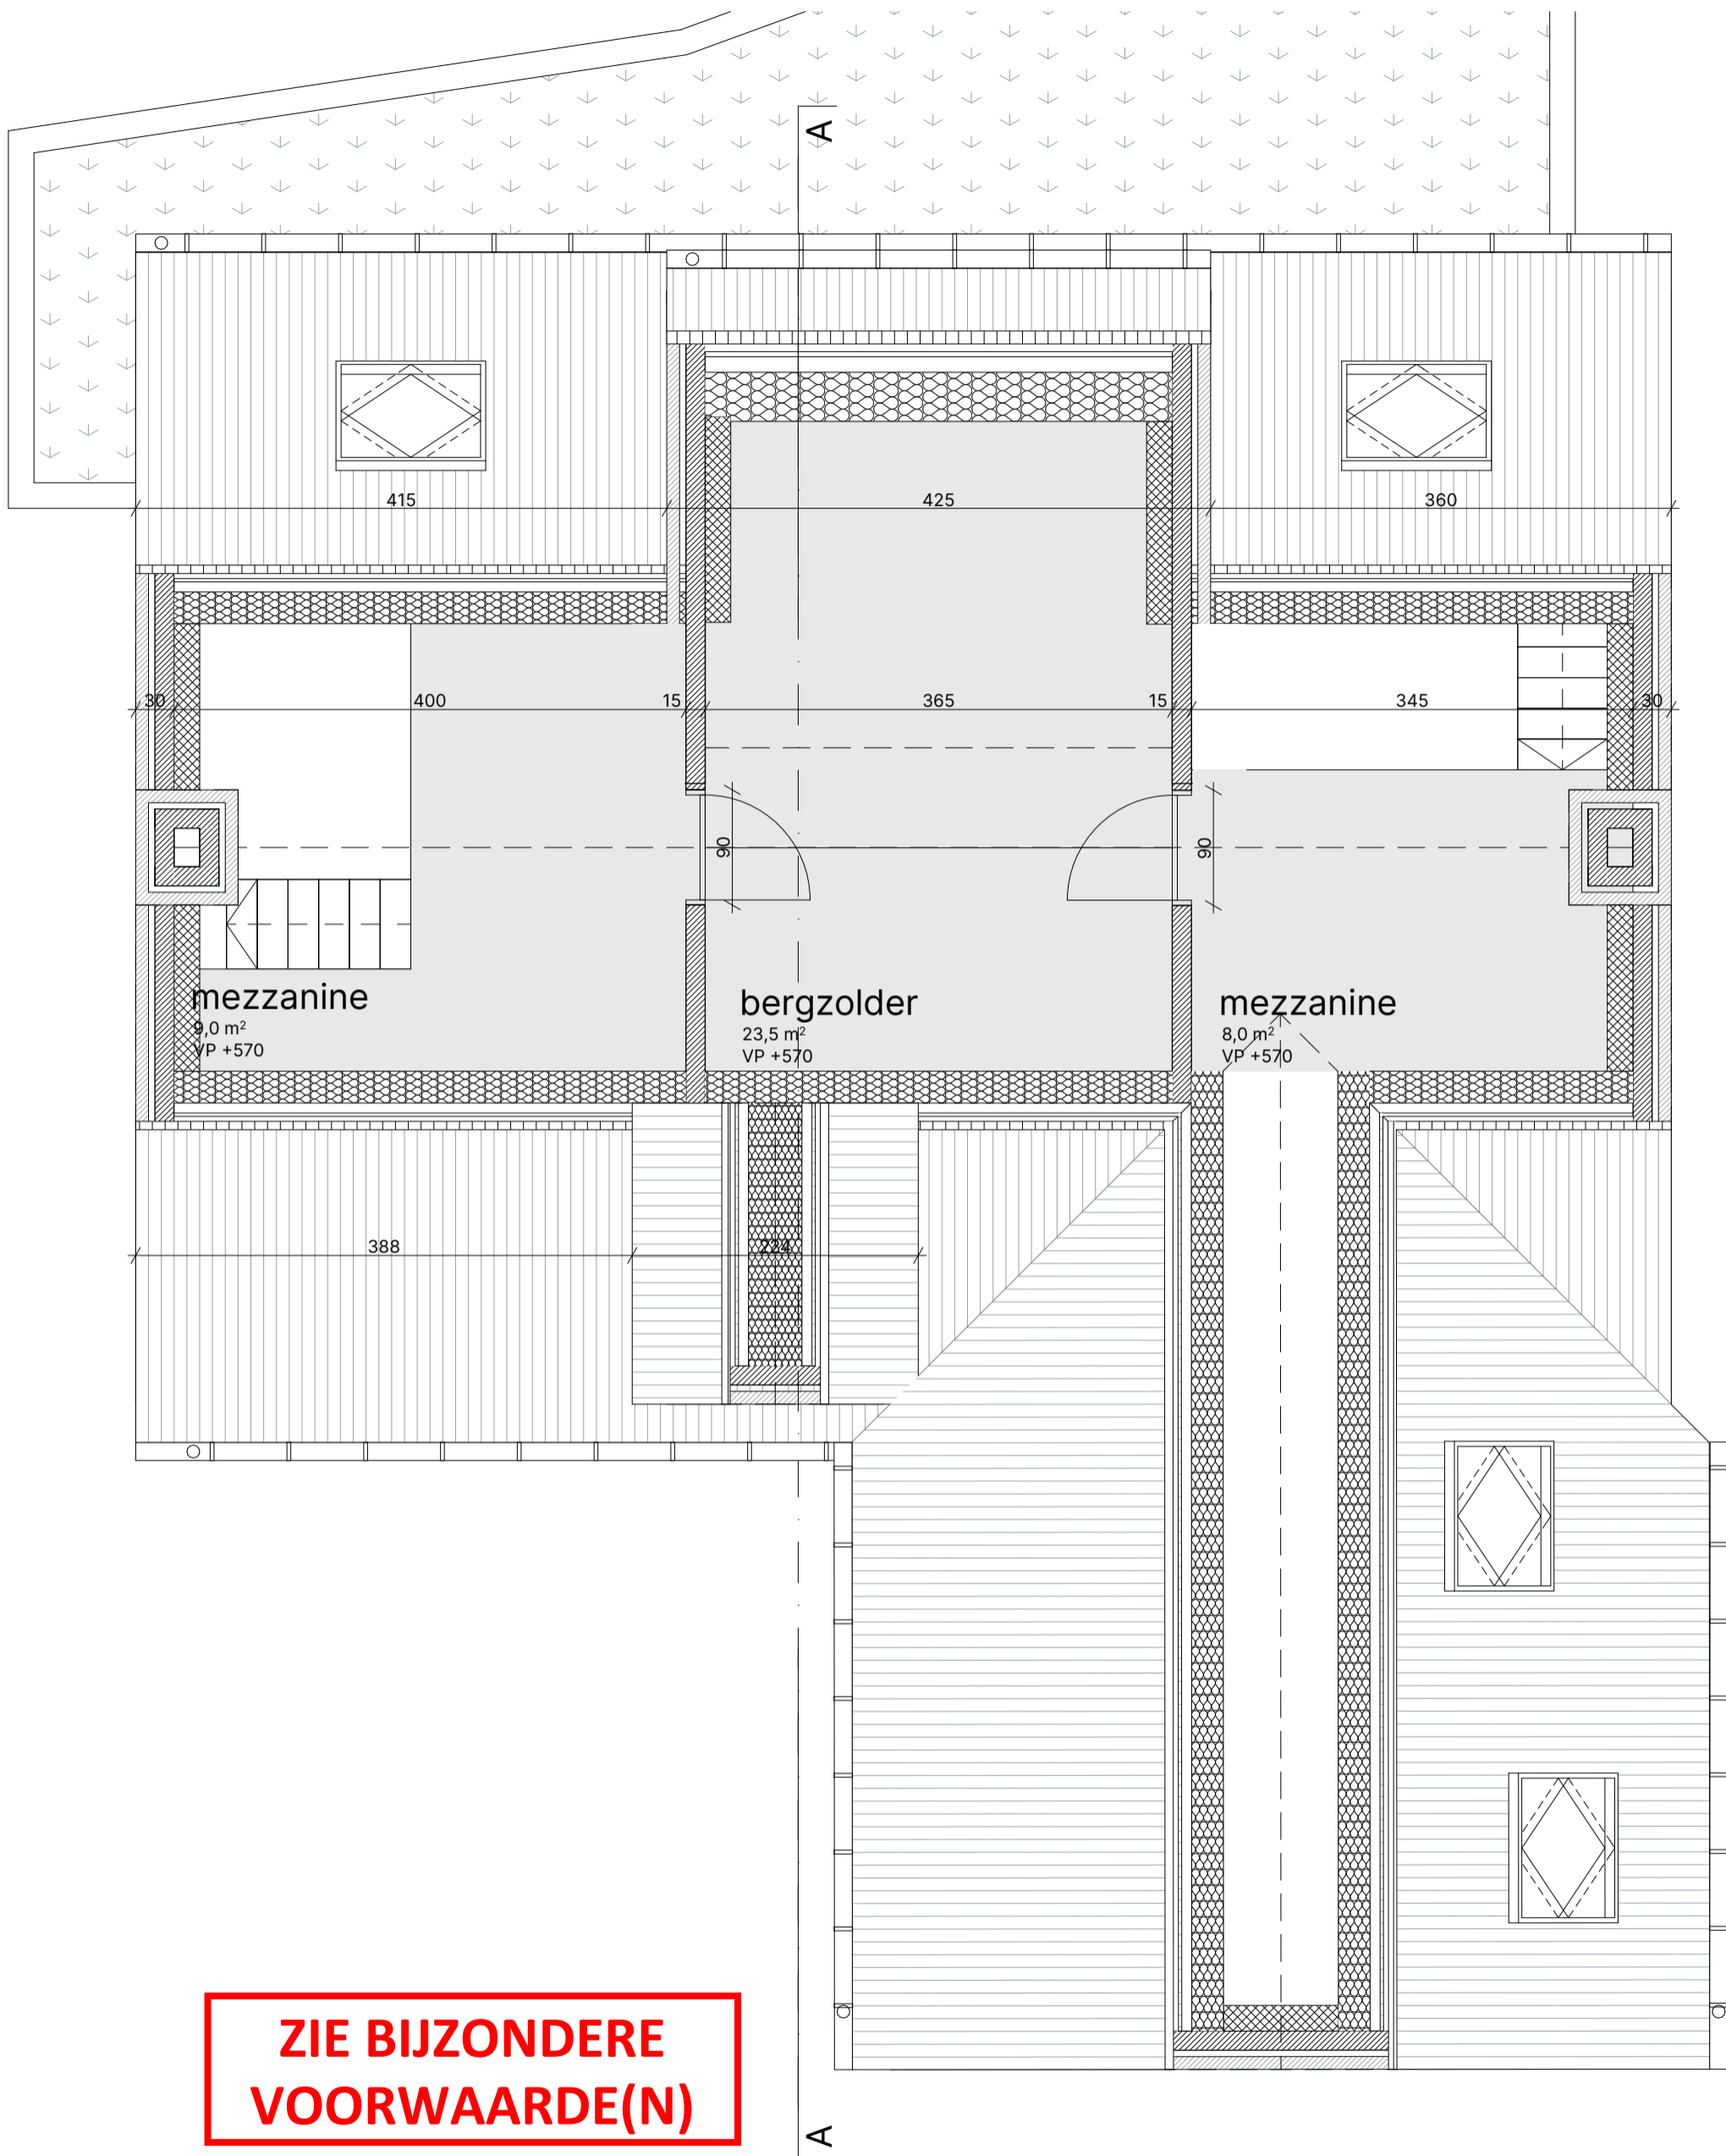 A
415
425
360
30
400
15
365
15
345
30
90
90
mezzanine
9,0 m²
VP +570
bergzolder
23,5 m²
VP +570
mezzanine
8,0 m²
VP +570
388
224
ZIE BIJZONDERE
VOORWAARDE(N)
A